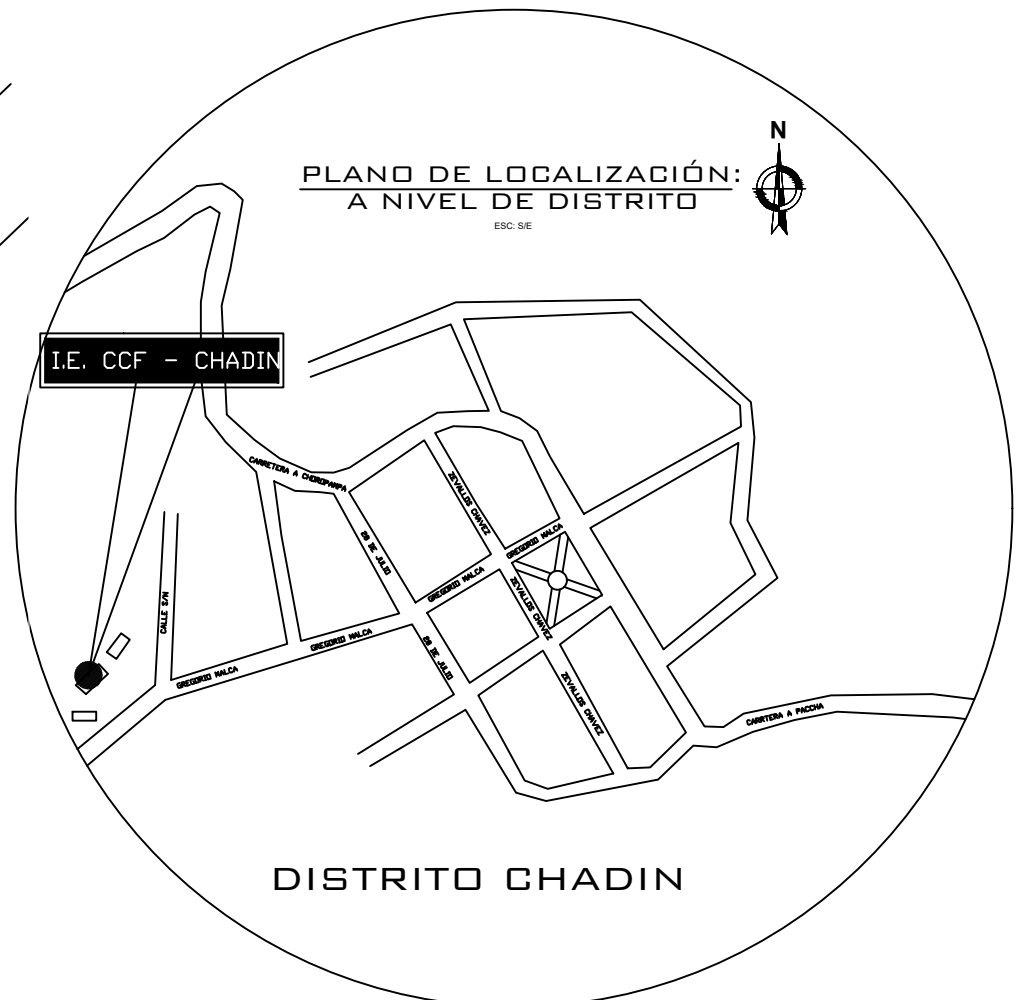 N
PLANO DE LOCALIZACIÓN:
A NIVEL DE DISTRITO
ESC: S/E
I.E. CCF - CHADIN
CARRETERA A CHOROPAMPA
ZEVALLOS CHAVEZ
28 DE JULIO
GREGORIO MALCA
GREGORIO MALCA
ZEVALLOS CHAVEZ
CALLE S/N
GREGORIO MALCA
28 DE JULIO
GREGORIO MALCA
ZEVALLOS CHAVEZ
CARRTERA A PACCHA
DISTRITO CHADIN